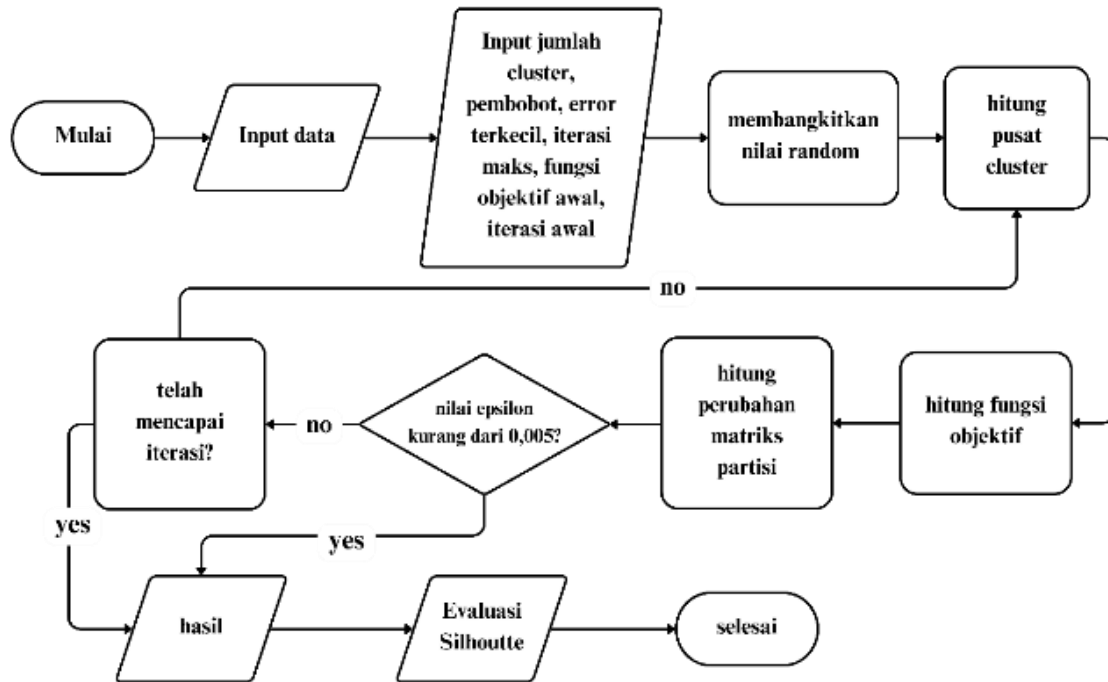 Mulai
Input data
Input jumlah
cluster,
pembobot, error
terkecil, iterasi
maks, fungsi
objektif awal,
iterasi awal
membangkitkan
nilai random
hitung
pusat
cluster
no
telah
mencapai
iterasi?
no
nilai epsilon
kurang dari 0,005?
hitung
perubahan
matriks
partisi
hitung fungsi
objektif
yes
yes
hasil
Evaluasi
Silhoutte
selesai